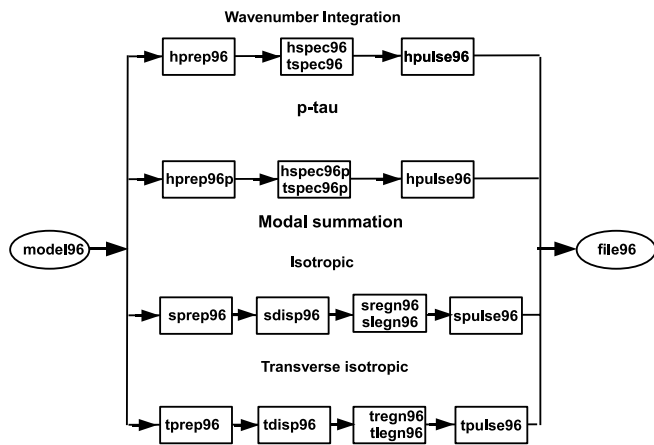 Wavenumber Integration
hprep96
hspec96
tspec96
hpulse96
p-tau
hprep96p
hspec96p
tspec96p
hpulse96
Modal summation
model96
file96
Isotropic
sprep96
sdisp96
sregn96
slegn96
spulse96
Transverse isotropic
tprep96
tdisp96
tregn96
tlegn96
tpulse96